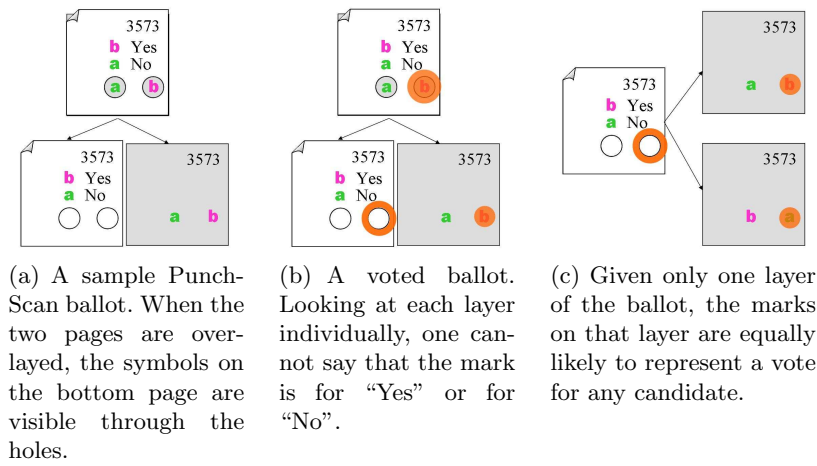 3573
b Yes
a No
a b
3573
b Yes
a No
3573
a b
(a) A sample Punch-
Scan ballot. When the
two pages are over-
layed, the symbols on
the bottom page are
visible through the
holes.
3573
b Yes
a No
a b
3573
b Yes
a No
3573
a b
(b) A voted ballot.
Looking at each layer
individually, one can-
not say that the mark
is for “Yes” or for
“No”.
3573
b Yes
a No
3573
a b
3573
b a
(c) Given only one layer
of the ballot, the marks
on that layer are equally
likely to represent a vote
for any candidate.